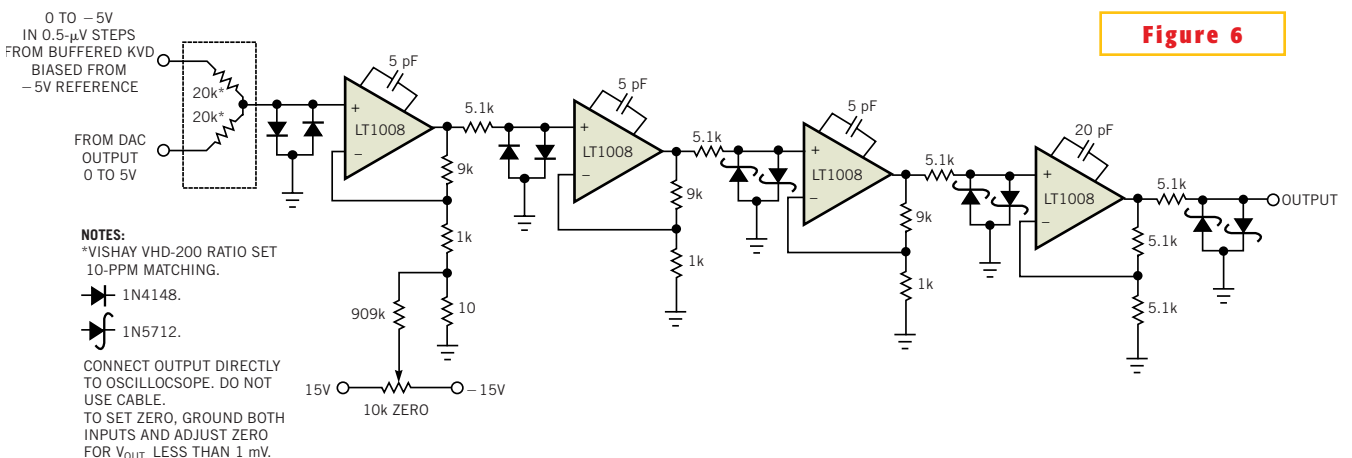 0 TO −5V
IN 0.5-µV STEPS
FROM BUFFERED KVD
BIASED FROM
−5V REFERENCE
20k*
20k*
FROM DAC
OUTPUT
0 TO 5V
5 pF
+
LT1008
−
5.1k
9k
1k
909k
10
15V
−15V
10k ZERO
5 pF
+
LT1008
−
5.1k
9k
1k
5 pF
+
LT1008
−
5.1k
9k
1k
20 pF
+
LT1008
−
5.1k
5.1k
5.1k
OUTPUT
Figure 6
NOTES:
*VISHAY VHD-200 RATIO SET
10-PPM MATCHING.
1N4148.
1N5712.
CONNECT OUTPUT DIRECTLY
TO OSCILLOCSOPE. DO NOT
USE CABLE.
TO SET ZERO, GROUND BOTH
INPUTS AND ADJUST ZERO
FOR VOUT LESS THAN 1 mV.